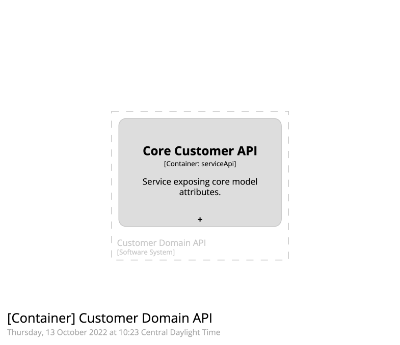 Core Customer API
[Container: serviceApi]
Service exposing core model
attributes.
+
Customer Domain API
[Software System]
[Container] Customer Domain API
Thursday, 13 October 2022 at 10:23 Central Daylight Time